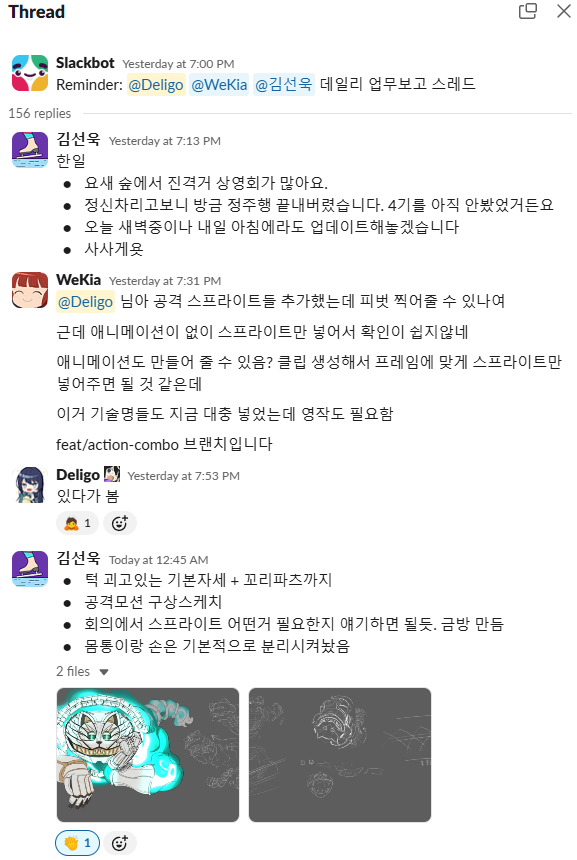 Thread
Slackbot Yesterday at 7:00 PM
Reminder: @Deligo @WeKia @김선욱 데일리 업무보고 스레드
156 replies
김선욱 Yesterday at 7:13 PM
한일
• 요새 숲에서 진격거 상영회가 많아요.
• 정신차리고보니 방금 정주행 끝내버렸습니다. 4기를 아직 안봤었거든요
• 오늘 새벽중이나 내일 아침에라도 업데이트해놓겠습니다
• 사사게욧
WeKia Yesterday at 7:31 PM
@Deligo 님아 공격 스프라이트들 추가했는데 피벗 찍어줄 수 있나여
근데 애니메이션이 없이 스프라이트만 넣어서 확인이 쉽지않네
애니메이션도 만들어 줄 수 있음? 클립 생성해서 프레임에 맞게 스프라이트만
넣어주면 될 것 같은데
이거 기술명들도 지금 대충 넣었는데 영작도 필요함
feat/action-combo 브랜치입니다
Deligo Yesterday at 7:53 PM
있다가 봄
1
김선욱 Today at 12:45 AM
• 턱 괴고있는 기본자세 + 꼬리파츠까지
• 공격모션 구상스케치
• 회의에서 스프라이트 어떤거 필요한지 얘기하면 될듯. 금방 만듬
• 몸통이랑 손은 기본적으로 분리시켜놨음
2 files
1